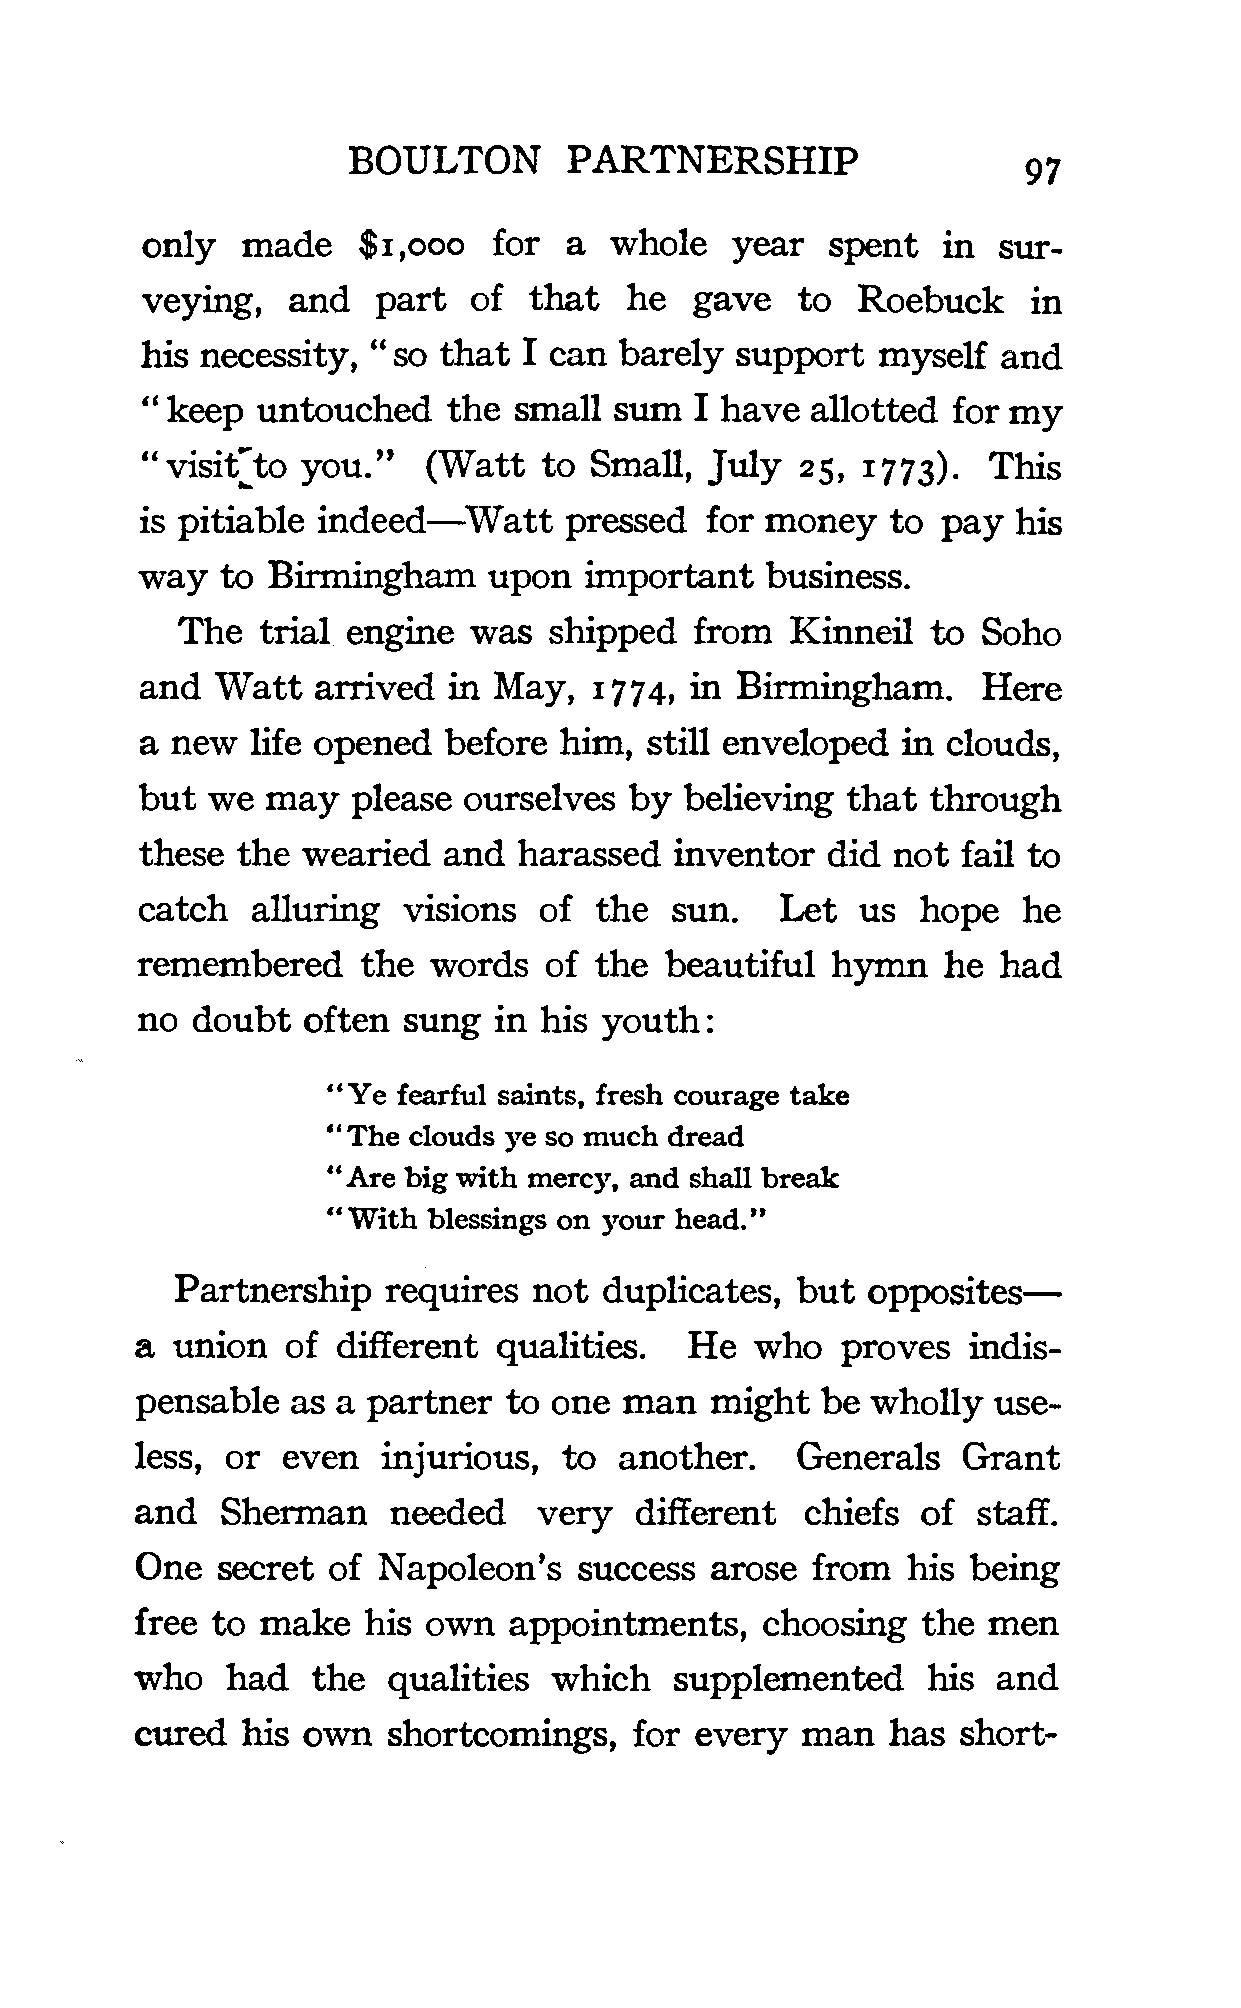 BOULTON PARTNERSHIP 97
only made $1,000 for a whole year spent in sur-
veying, and part of that he gave to Roebuck in
his necessity, "so that I can barely support myself and
"keep untouched the small sum I have allotted for my
"visit to you." (Watt to Small, July 25, 1773). This
is pitiable indeed—Watt pressed for money to pay his
way to Birmingham upon important business.
The trial engine was shipped from Kinneil to Soho
and Watt arrived in May, 1774, in Birmingham. Here
a new life opened before him, still enveloped in clouds,
but we may please ourselves by believing that through
these the wearied and harassed inventor did not fail to
catch alluring visions of the sun. Let us hope he
remembered the words of the beautiful hymn he had
no doubt often sung in his youth:
"Ye fearful saints, fresh courage take
"The clouds ye so much dread
"Are big with mercy, and shall break
"With blessings on your head."
Partnership requires not duplicates, but opposites—
a union of different qualities. He who proves indis-
pensable as a partner to one man might be wholly use-
less, or even injurious, to another. Generals Grant
and Sherman needed very different chiefs of staff.
One secret of Napoleon's success arose from his being
free to make his own appointments, choosing the men
who had the qualities which supplemented his and
cured his own shortcomings, for every man has short-